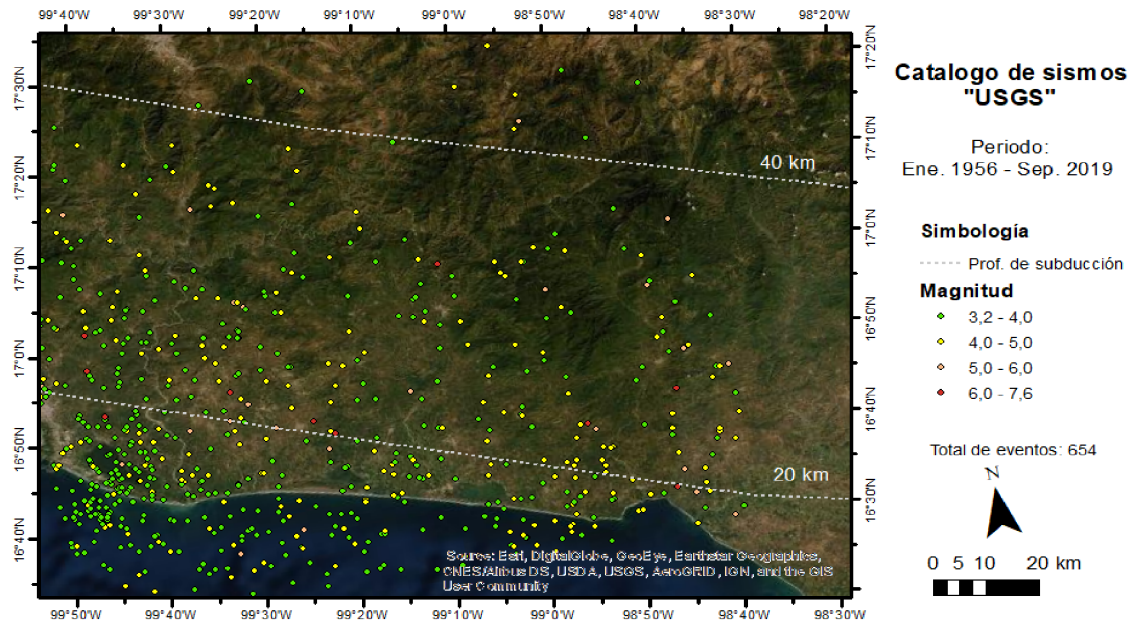 99°40'W 99°30'W 99°20'W 99°10'W 99°0'W 98°50'W 98°40'W 98°30'W 98°20'W
17°30'N
17°20'N
17°10'N
17°0'N
16°50'N
16°40'N
40 km
20 km
Source: Esri, DigitalGlobe, GeoEye, Earthstar Geographics,
CNES/Airbus DS, USDA, USGS, AeroGRID, IGN, and the GIS
User Community
17°20'N
17°10'N
17°0'N
16°50'N
16°40'N
16°30'N
99°50'W 99°40'W 99°30'W 99°20'W 99°10'W 99°0'W 98°50'W 98°40'W 98°30'W
Catalogo de sismos
"USGS"
Periodo:
Ene. 1956 - Sep. 2019
Simbología
Prof. de subducción
Magnitud
3,2 - 4,0
4,0 - 5,0
5,0 - 6,0
6,0 - 7,6
Total de eventos: 654
N
0 5 10 20 km